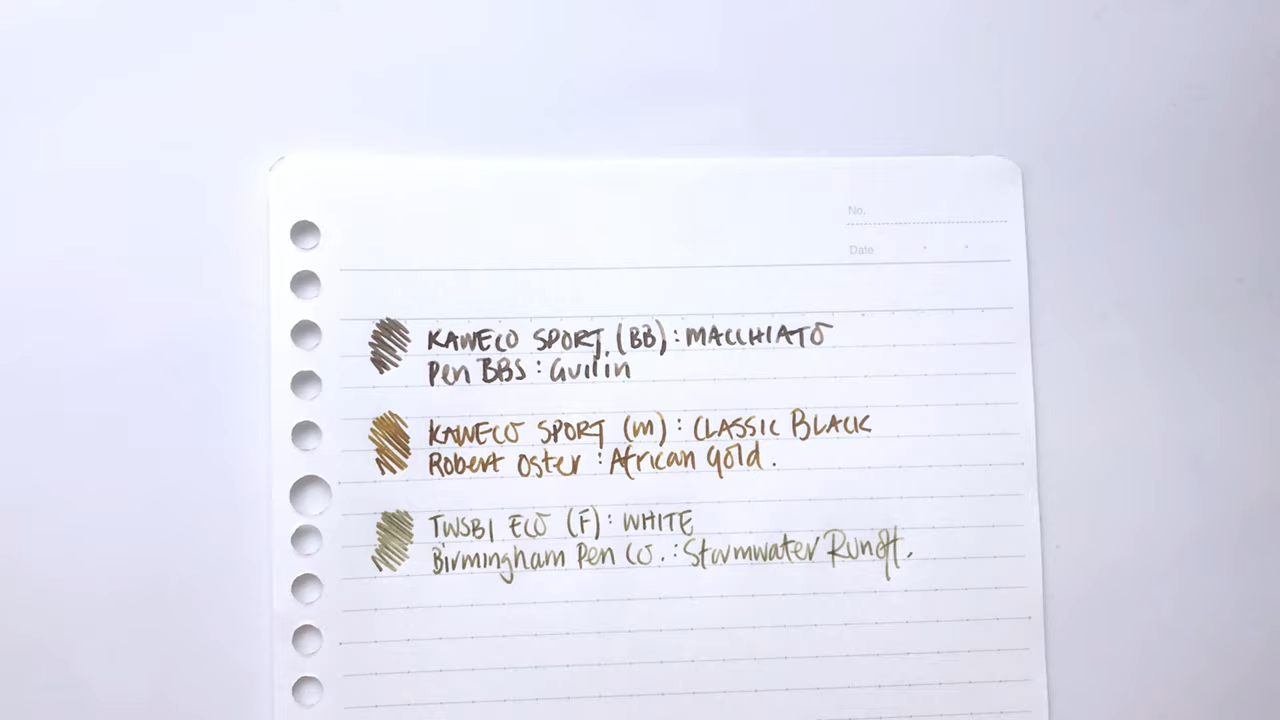 No.
Date
KAWECO SPORT (BB): MACCHIATO
Pen BBS: Guilin
KAWECO SPORT (M): CLASSIC BLACK
Robert Oster: African Gold.
TWSBI ECO (F): WHITE
Birmingham Pen Co.: Stormwater Runoff.